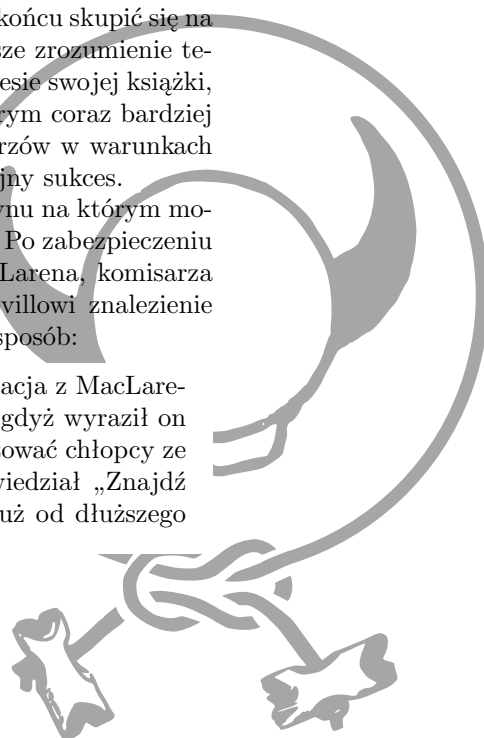 końcu skupić się na
sze zrozumienie te-
esie swojej książki,
rym coraz bardziej
rzów w warunkach
jny sukces.
ynu na którym mo-
Po zabezpieczeniu
Larena, komisarza
villowi znalezienie
sposób:
acja z MacLare-
gdyż wyraził on
zować chłopcy ze
wiedział „Znajdź
uż od dłuższego